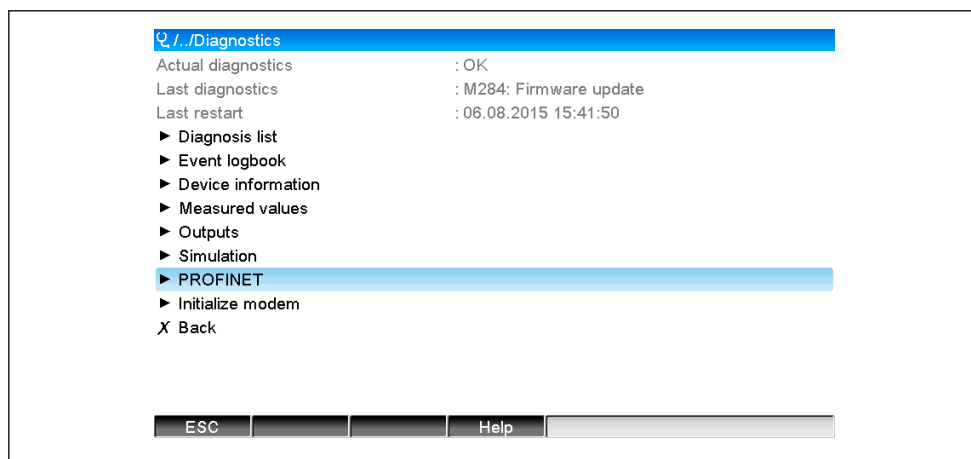 /../Diagnostics
Actual diagnostics : OK
Last diagnostics : M284: Firmware update
Last restart : 06.08.2015 15:41:50
► Diagnosis list
► Event logbook
► Device information
► Measured values
► Outputs
► Simulation
► PROFINET
► Initialize modem
X Back
ESC Help